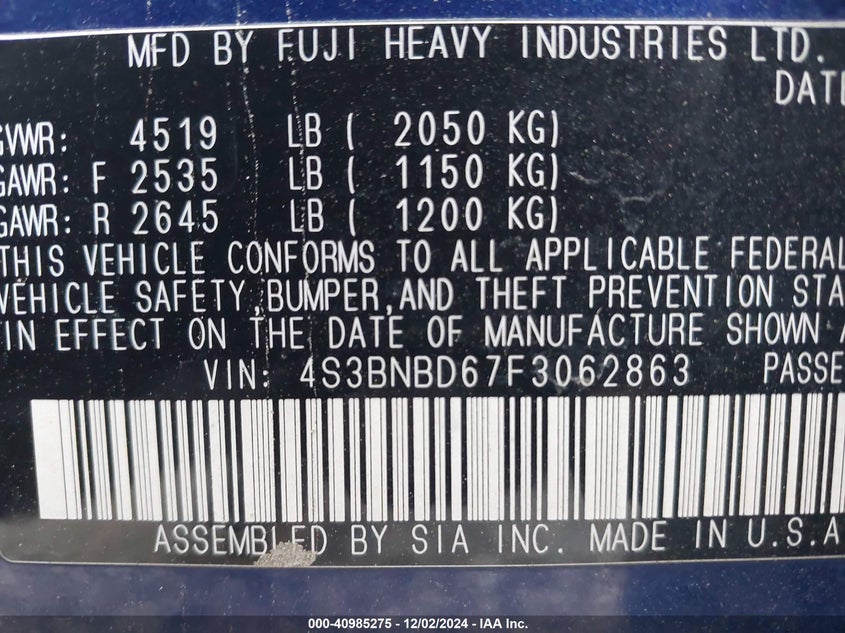 MFD BY FUJI HEAVY INDUSTRIES LTD.
DATE
GVWR: 4519 LB ( 2050 KG)
GAWR: F 2535 LB ( 1150 KG)
GAWR: R 2645 LB ( 1200 KG)
THIS VEHICLE CONFORMS TO ALL APPLICABLE FEDERAL
VEHICLE SAFETY,BUMPER,AND THEFT PREVENTION STA
IN EFFECT ON THE DATE OF MANUFACTURE SHOWN A
VIN: 4S3BNBD67F3062863 PASSE
ASSEMBLED BY SIA INC. MADE IN U.S.A
000-40985275 - 12/02/2024 - IAA Inc.